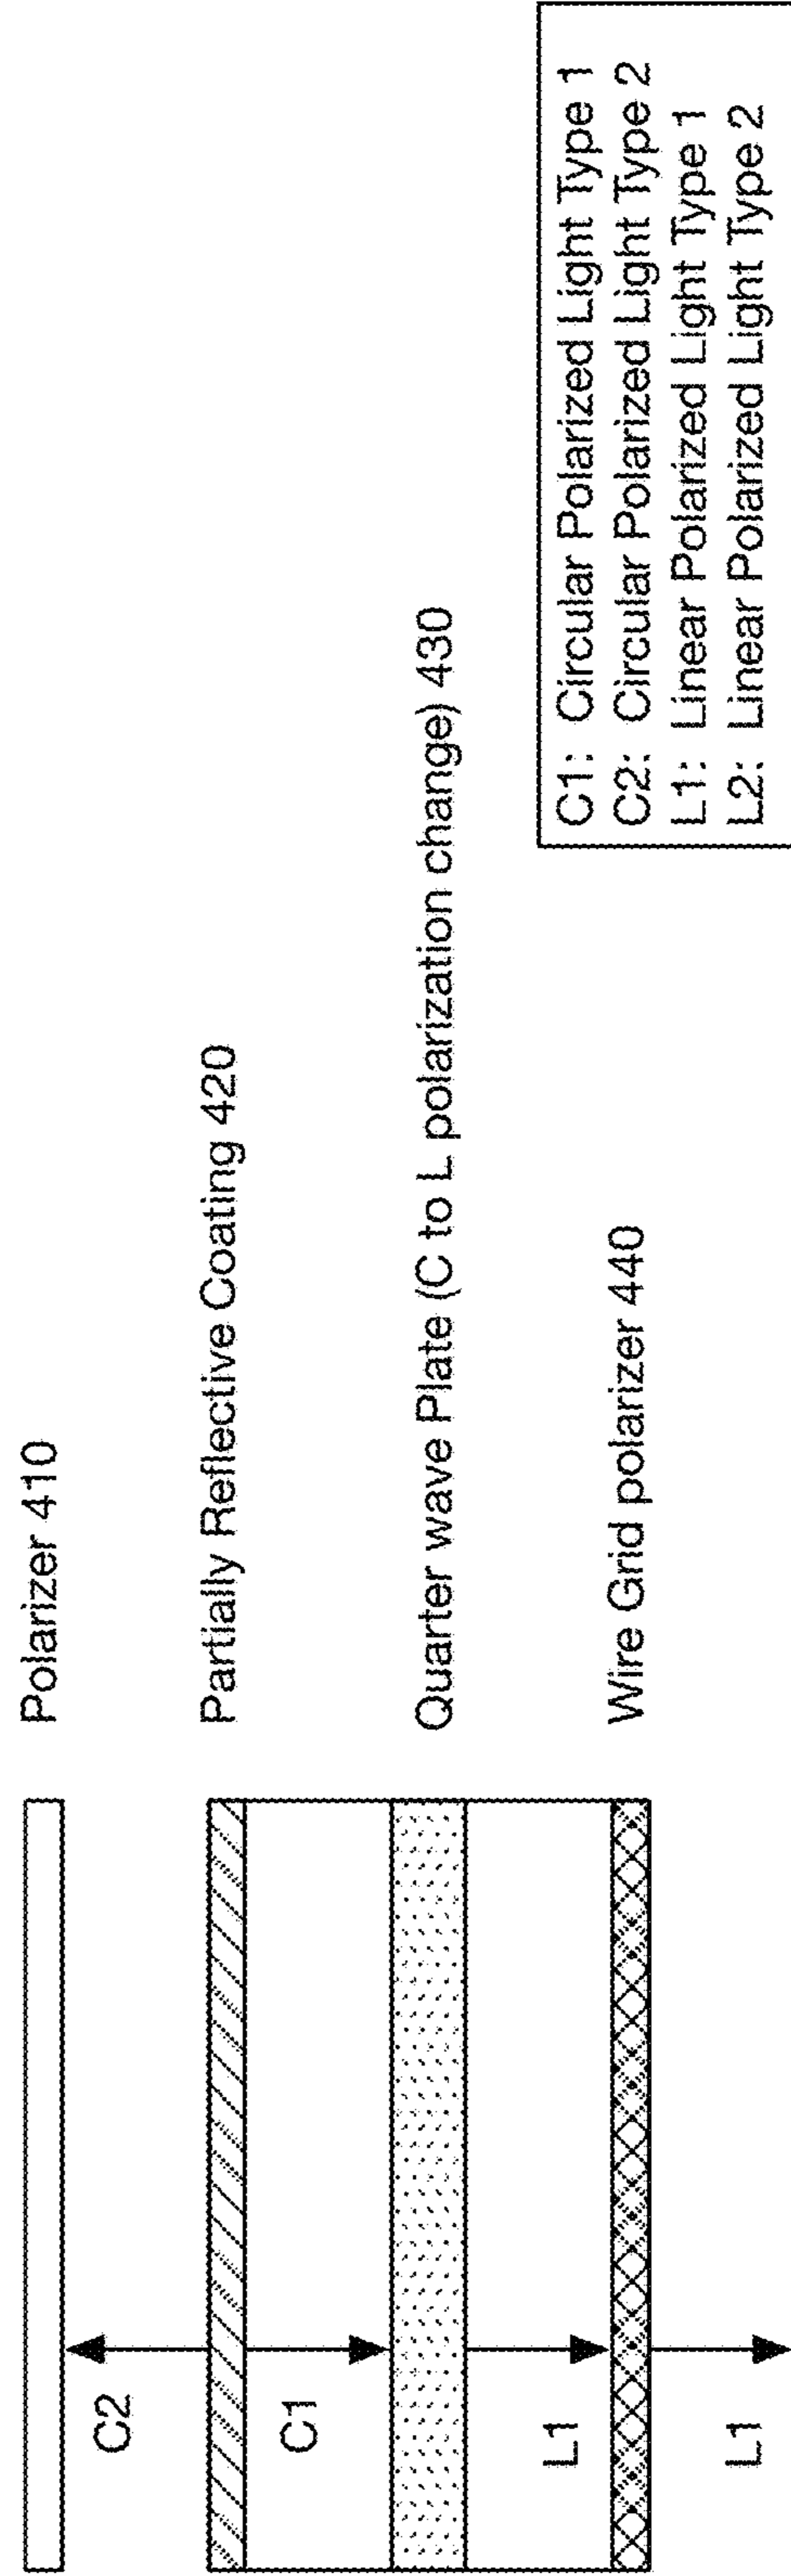 Polarizer 410
C2
Partially Reflective Coating 420
C1
Quarter wave Plate (C to L polarization change) 430
L1
Wire Grid polarizer 440
L1
C1: Circular Polarized Light Type 1
C2: Circular Polarized Light Type 2
L1: Linear Polarized Light Type 1
L2: Linear Polarized Light Type 2